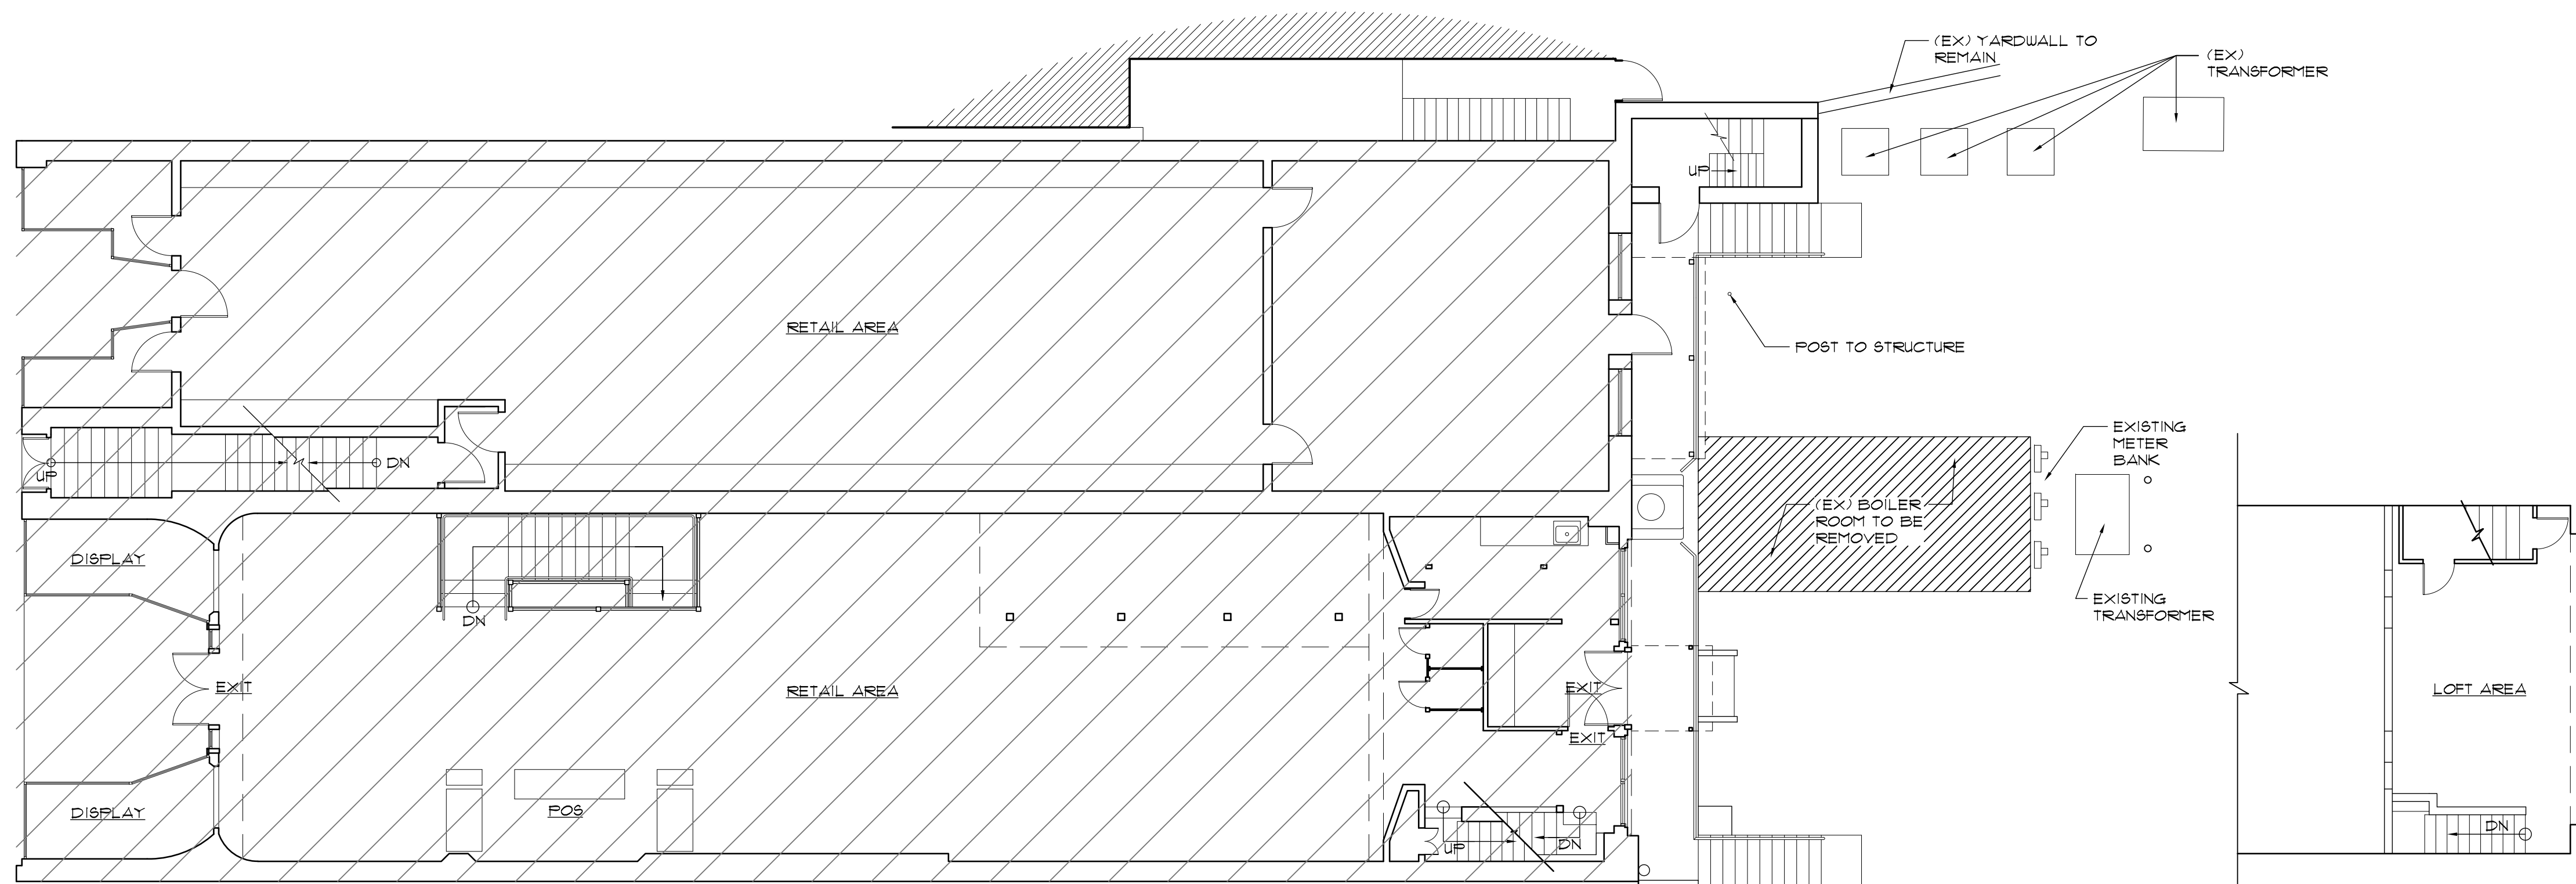 (EX) YARDWALL TO
REMAIN
(EX)
TRANSFORMER
UP
RETAIL AREA
POST TO STRUCTURE
EXISTING
METER
BANK
UP
DN
(EX) BOILER
ROOM TO BE
REMOVED
DISPLAY
DN
EXISTING
TRANSFORMER
EXIT
RETAIL AREA
EXIT
LOFT AREA
EXIT
DISPLAY
POS
UP
DN
DN